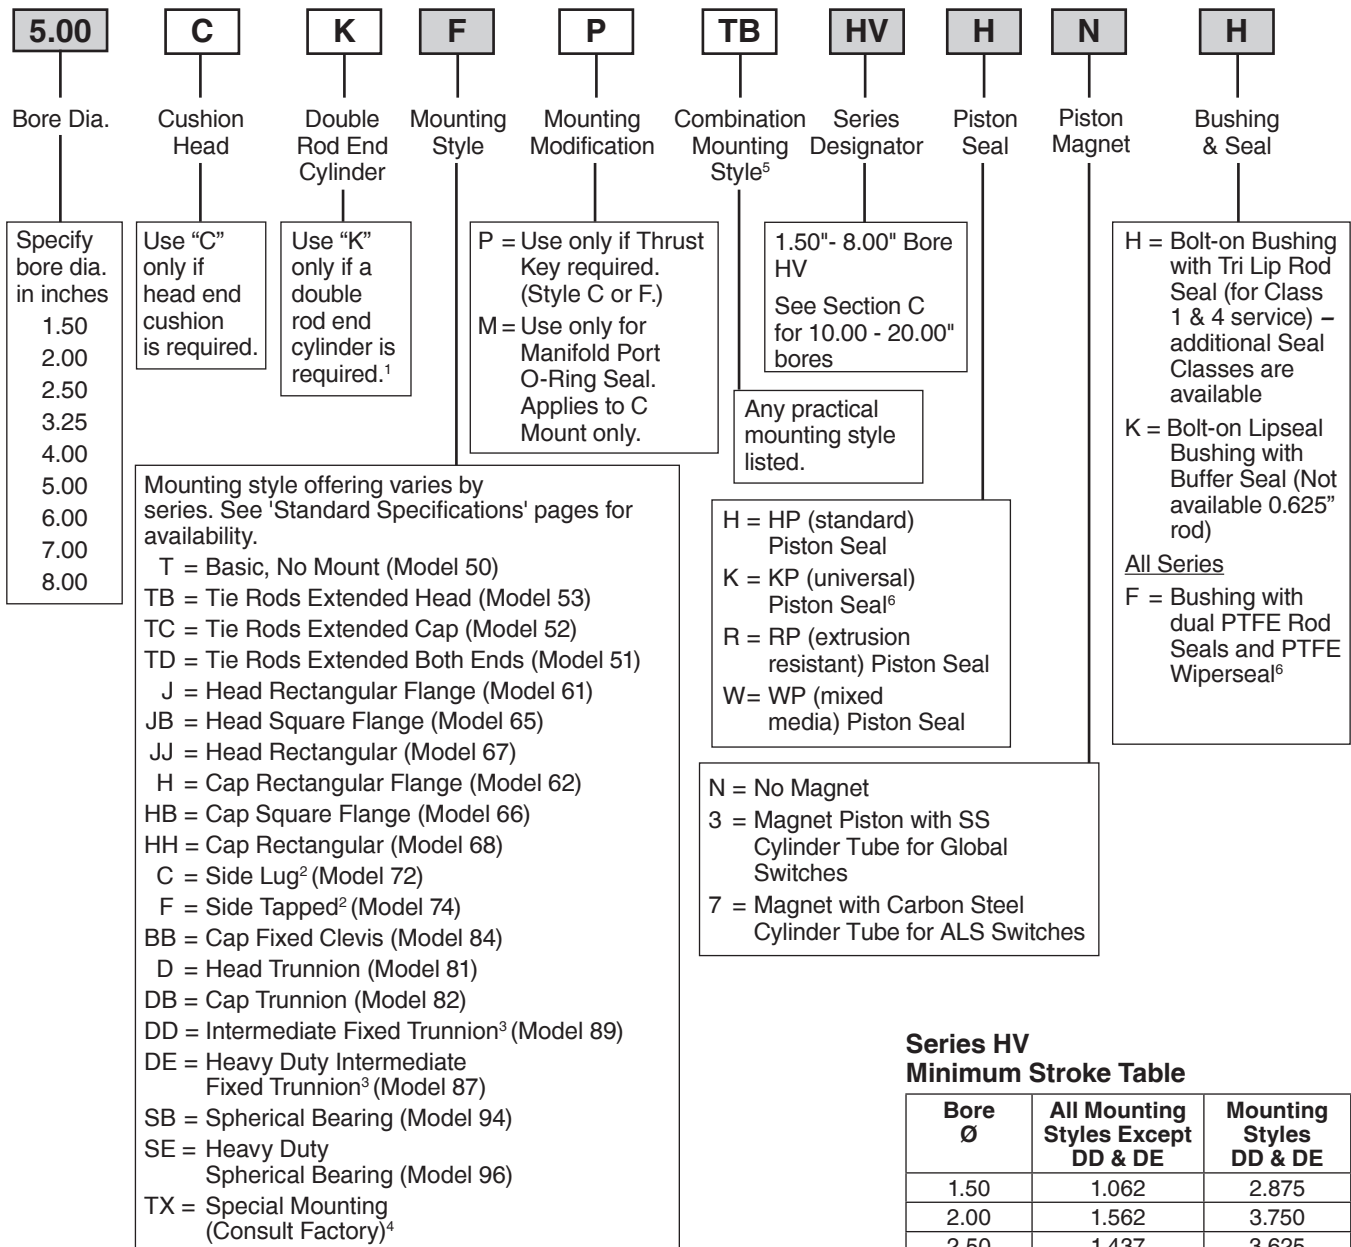 5.00 C K F P TB HV H N H
Bore Dia.
Cushion
Head
Double
Rod End
Cylinder
Mounting
Style
Mounting
Modification
Combination
Mounting
Style5
Series
Designator
Piston
Seal
Piston
Magnet
Bushing
& Seal
Specify
bore dia.
in inches
1.50
2.00
2.50
3.25
4.00
5.00
6.00
7.00
8.00
Use “C”
only if
head end
cushion
is required.
Use “K”
only if a
double
rod end
cylinder is
required.1
P = Use only if Thrust
Key required.
(Style C or F.)
M = Use only for
Manifold Port
O-Ring Seal.
Applies to C
Mount only.
1.50"- 8.00" Bore
HV
See Section C
for 10.00 - 20.00"
bores
Any practical
mounting style
listed.
H = Bolt-on Bushing
with Tri Lip Rod
Seal (for Class
1 & 4 service) –
additional Seal
Classes are
available
K = Bolt-on Lipseal
Bushing with
Buffer Seal (Not
available 0.625”
rod)
All Series
F = Bushing with
dual PTFE Rod
Seals and PTFE
Wiperseal6
Mounting style offering varies by
series. See 'Standard Specifications' pages for
availability.
T = Basic, No Mount (Model 50)
TB = Tie Rods Extended Head (Model 53)
TC = Tie Rods Extended Cap (Model 52)
TD = Tie Rods Extended Both Ends (Model 51)
J = Head Rectangular Flange (Model 61)
JB = Head Square Flange (Model 65)
JJ = Head Rectangular (Model 67)
H = Cap Rectangular Flange (Model 62)
HB = Cap Square Flange (Model 66)
HH = Cap Rectangular (Model 68)
C = Side Lug2 (Model 72)
F = Side Tapped2 (Model 74)
BB = Cap Fixed Clevis (Model 84)
D = Head Trunnion (Model 81)
DB = Cap Trunnion (Model 82)
DD = Intermediate Fixed Trunnion3 (Model 89)
DE = Heavy Duty Intermediate
Fixed Trunnion3 (Model 87)
SB = Spherical Bearing (Model 94)
SE = Heavy Duty
Spherical Bearing (Model 96)
TX = Special Mounting
(Consult Factory)4
H = HP (standard)
Piston Seal
K = KP (universal)
Piston Seal6
R = RP (extrusion
resistant) Piston Seal
W= WP (mixed
media) Piston Seal
N = No Magnet
3 = Magnet Piston with SS
Cylinder Tube for Global
Switches
7 = Magnet with Carbon Steel
Cylinder Tube for ALS Switches
Series HV
Minimum Stroke Table
Bore
Ø
All Mounting
Styles Except
DD & DE
Mounting
Styles
DD & DE
1.50 1.062 2.875
2.00 1.562 3.750
2.50 1.437 3.625